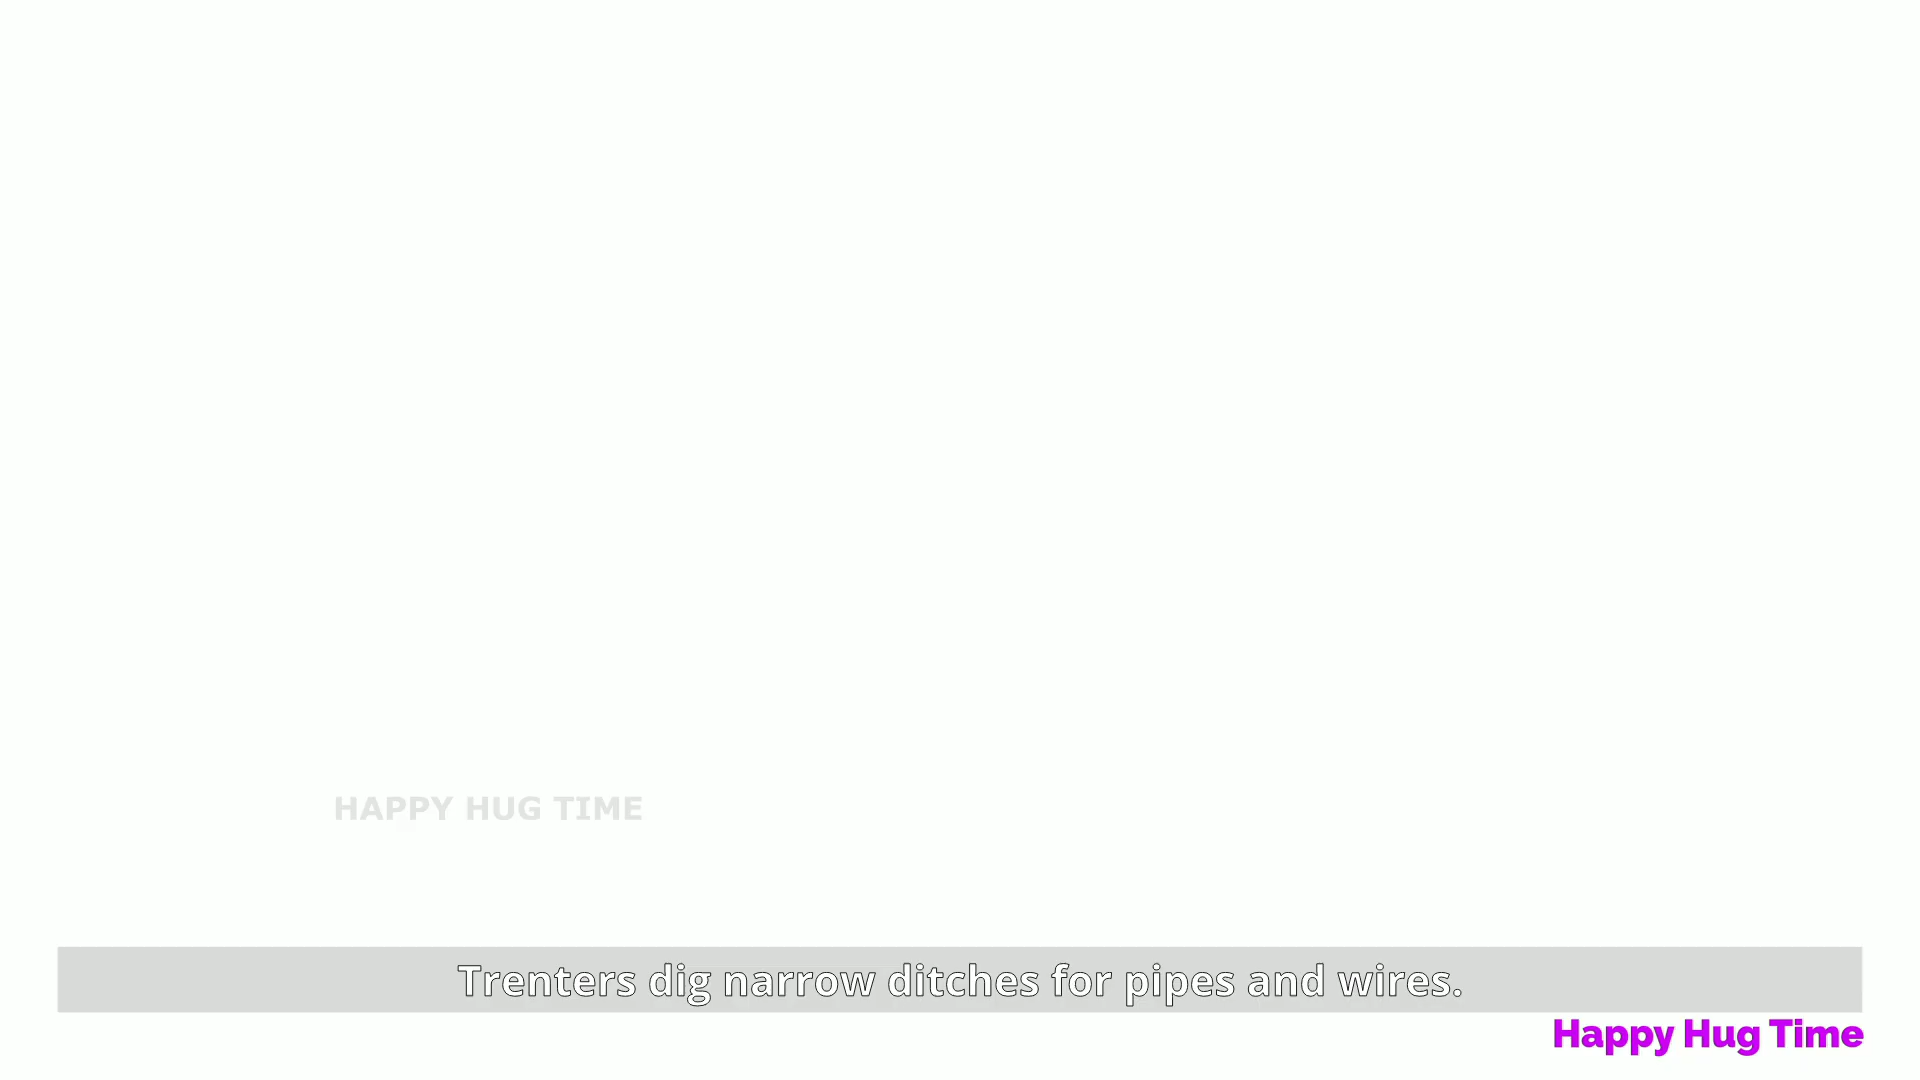 HAPPY HUG TIME
Trenters dig narrow ditches for pipes and wires.
Happy Hug Time